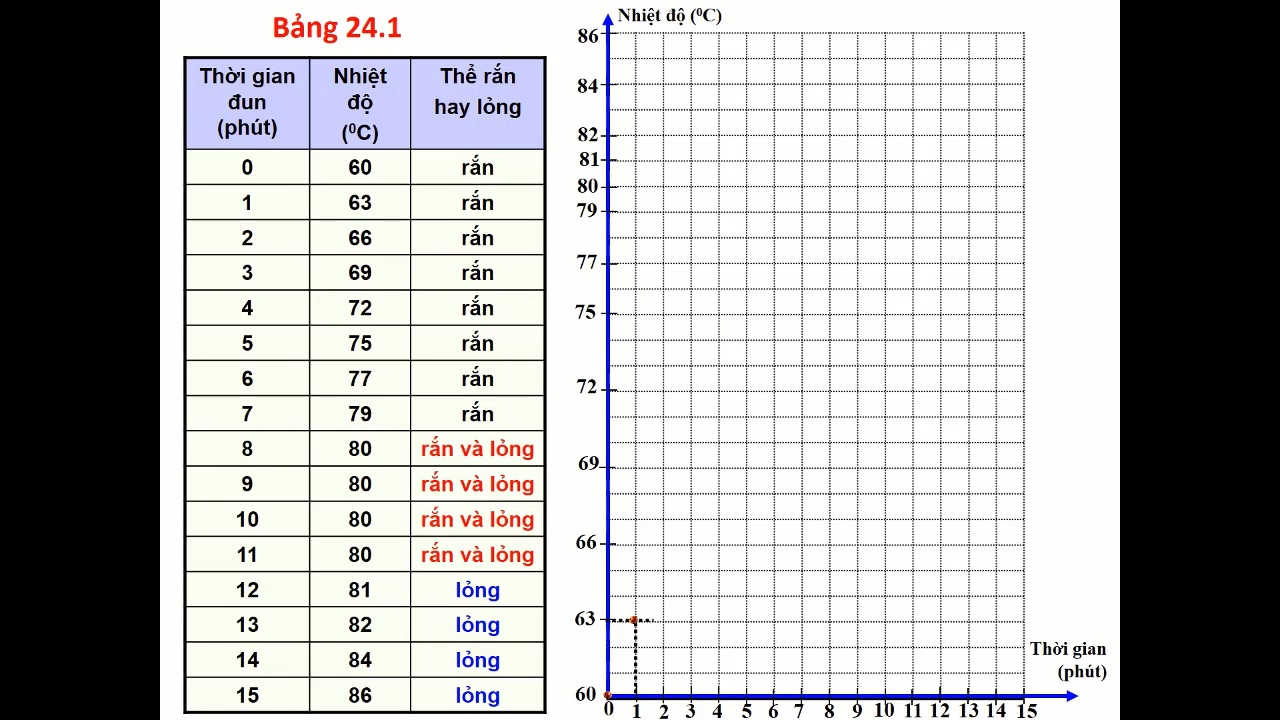 Bảng 24.1
Thời gian đun (phút) Nhiệt độ (⁰C) Thể rắn hay lỏng
0 60 rắn
1 63 rắn
2 66 rắn
3 69 rắn
4 72 rắn
5 75 rắn
6 77 rắn
7 79 rắn
8 80 rắn và lỏng
9 80 rắn và lỏng
10 80 rắn và lỏng
11 80 rắn và lỏng
12 81 lỏng
13 82 lỏng
14 84 lỏng
15 86 lỏng
Nhiệt độ (⁰C)
86
84
82
81
80
79
77
75
72
69
66
63
60
0 1 2 3 4 5 6 7 8 9 10 11 12 13 14 15
Thời gian
(phút)